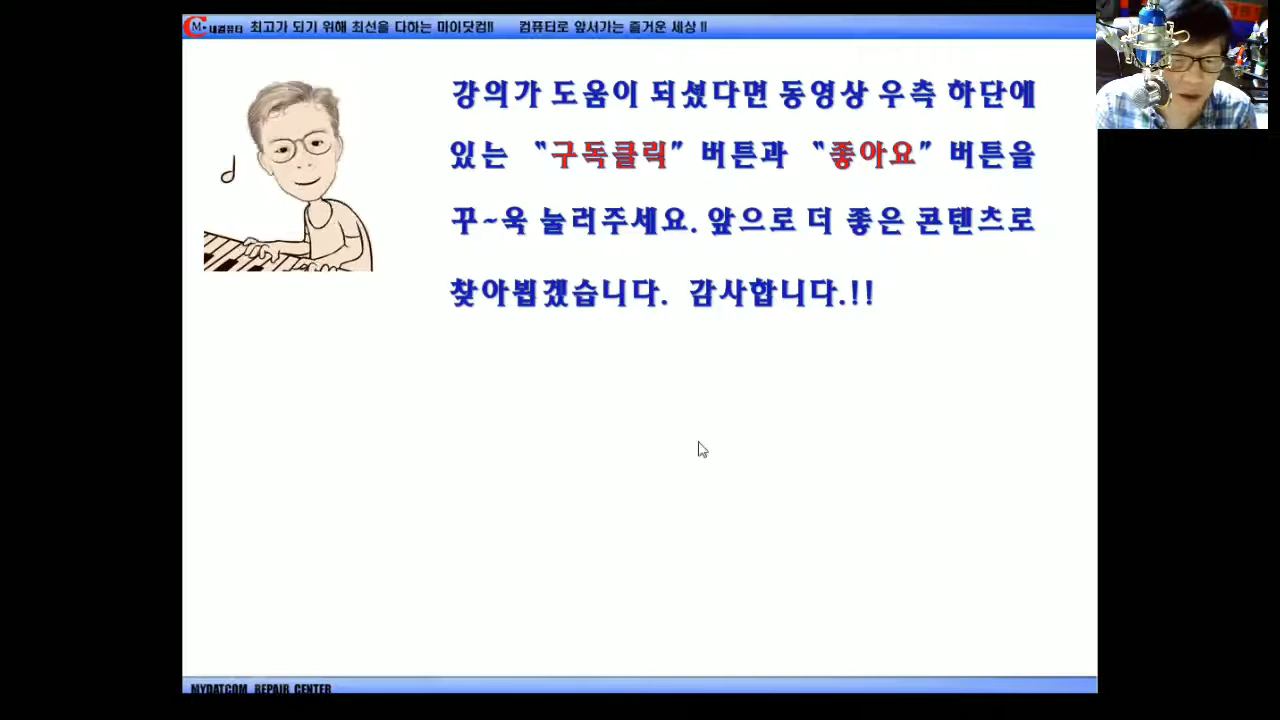 CM 내컴퓨터 최고가 되기 위해 최선을 다하는 마이닷컴!! 컴퓨터로 앞서가는 즐거운 세상 !!
강의가 도움이 되셨다면 동영상 우측 하단에
있는 "구독클릭" 버튼과 "좋아요" 버튼을
꾸~욱 눌러주세요. 앞으로 더 좋은 콘텐츠로
찾아뵙겠습니다. 감사합니다.!!
MYDATCOM REPAIR CENTER